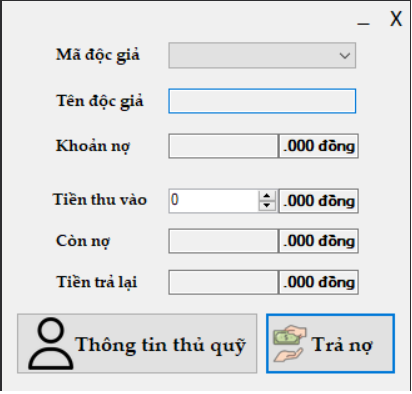 _ X
Mã độc giả
Tên độc giả
Khoản nợ .000 đồng
Tiền thu vào 0 .000 đồng
Còn nợ .000 đồng
Tiền trả lại .000 đồng
Thông tin thủ quỹ Trả nợ